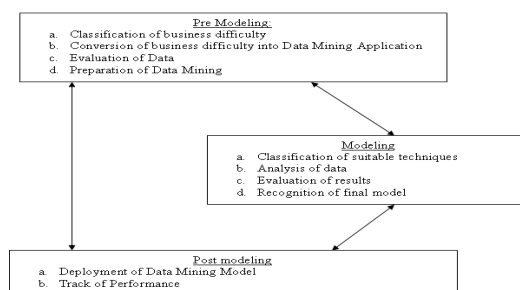 Pre Modeling:
a. Classification of business difficulty
b. Conversion of business difficulty into Data Mining Application
c. Evaluation of Data
d. Preparation of Data Mining
Modeling
a. Classification of suitable techniques
b. Analysis of data
c. Evaluation of results
d. Recognition of final model
Post modeling
a. Deployment of Data Mining Model
b. Track of Performance